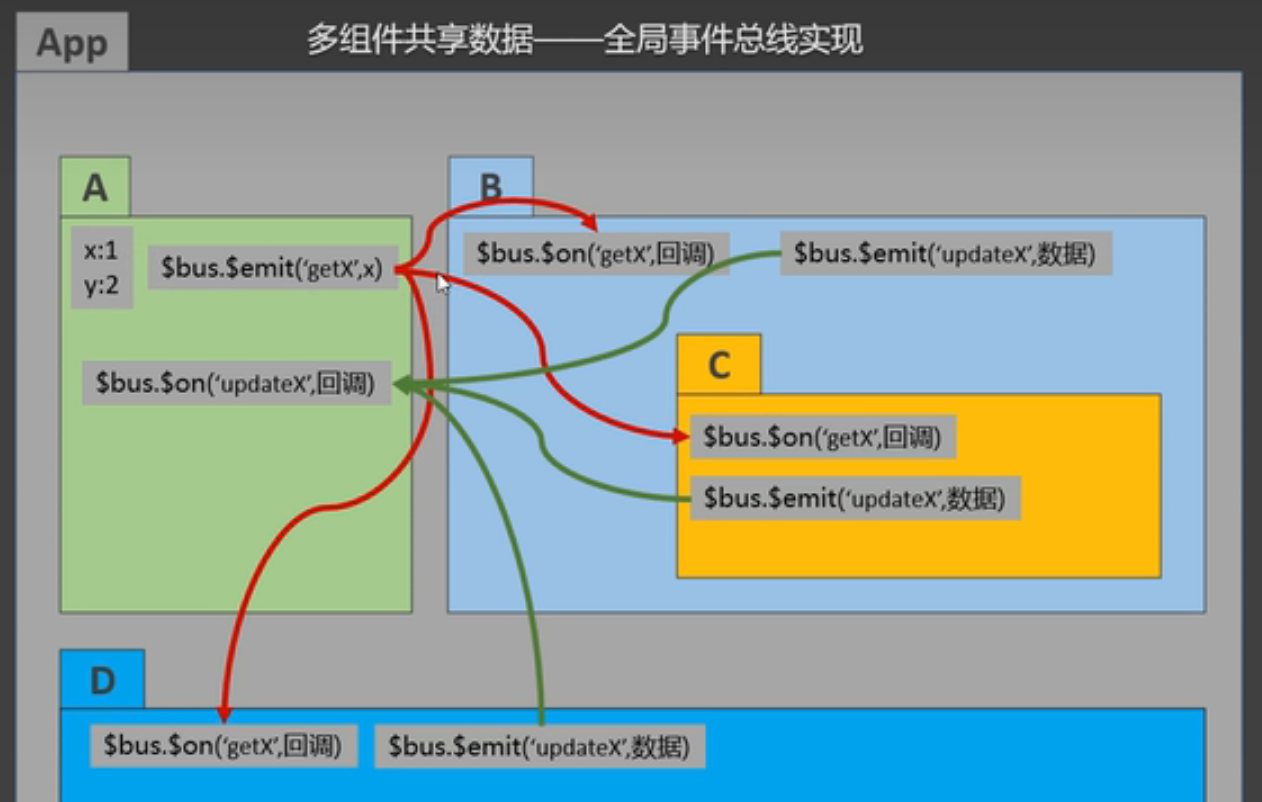 App
多组件共享数据——全局事件总线实现
A
B
x:1
y:2
$bus.$emit(‘getX’,x)
$bus.$on(‘getX’,回调)
$bus.$emit(‘updateX’,数据)
$bus.$on(‘updateX’,回调)
C
$bus.$on(‘getX’,回调)
$bus.$emit(‘updateX’,数据)
D
$bus.$on(‘getX’,回调)
$bus.$emit(‘updateX’,数据)